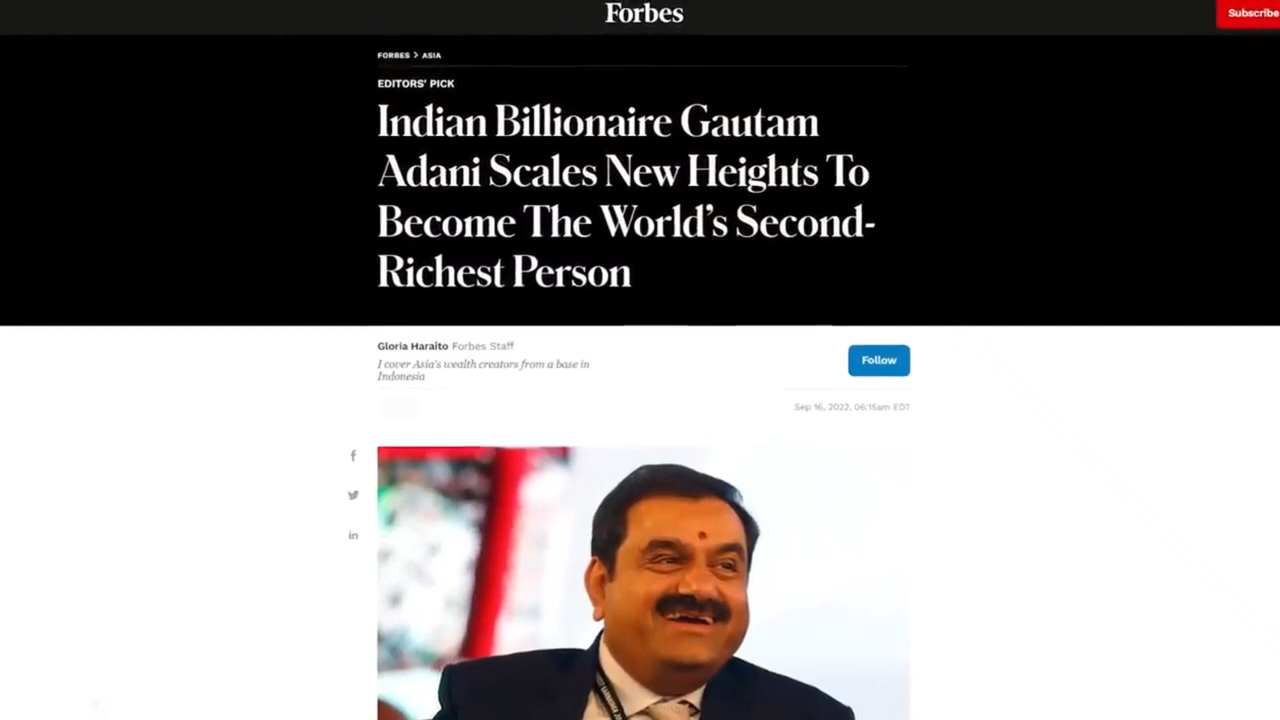 Forbes
Subscribe
FORBES > ASIA
EDITORS' PICK
Indian Billionaire Gautam
Adani Scales New Heights To
Become The World's Second-
Richest Person
Gloria Haraito Forbes Staff
I cover Asia's wealth creators from a base in
Indonesia
Follow
Sep 16, 2022, 06:15am EDT